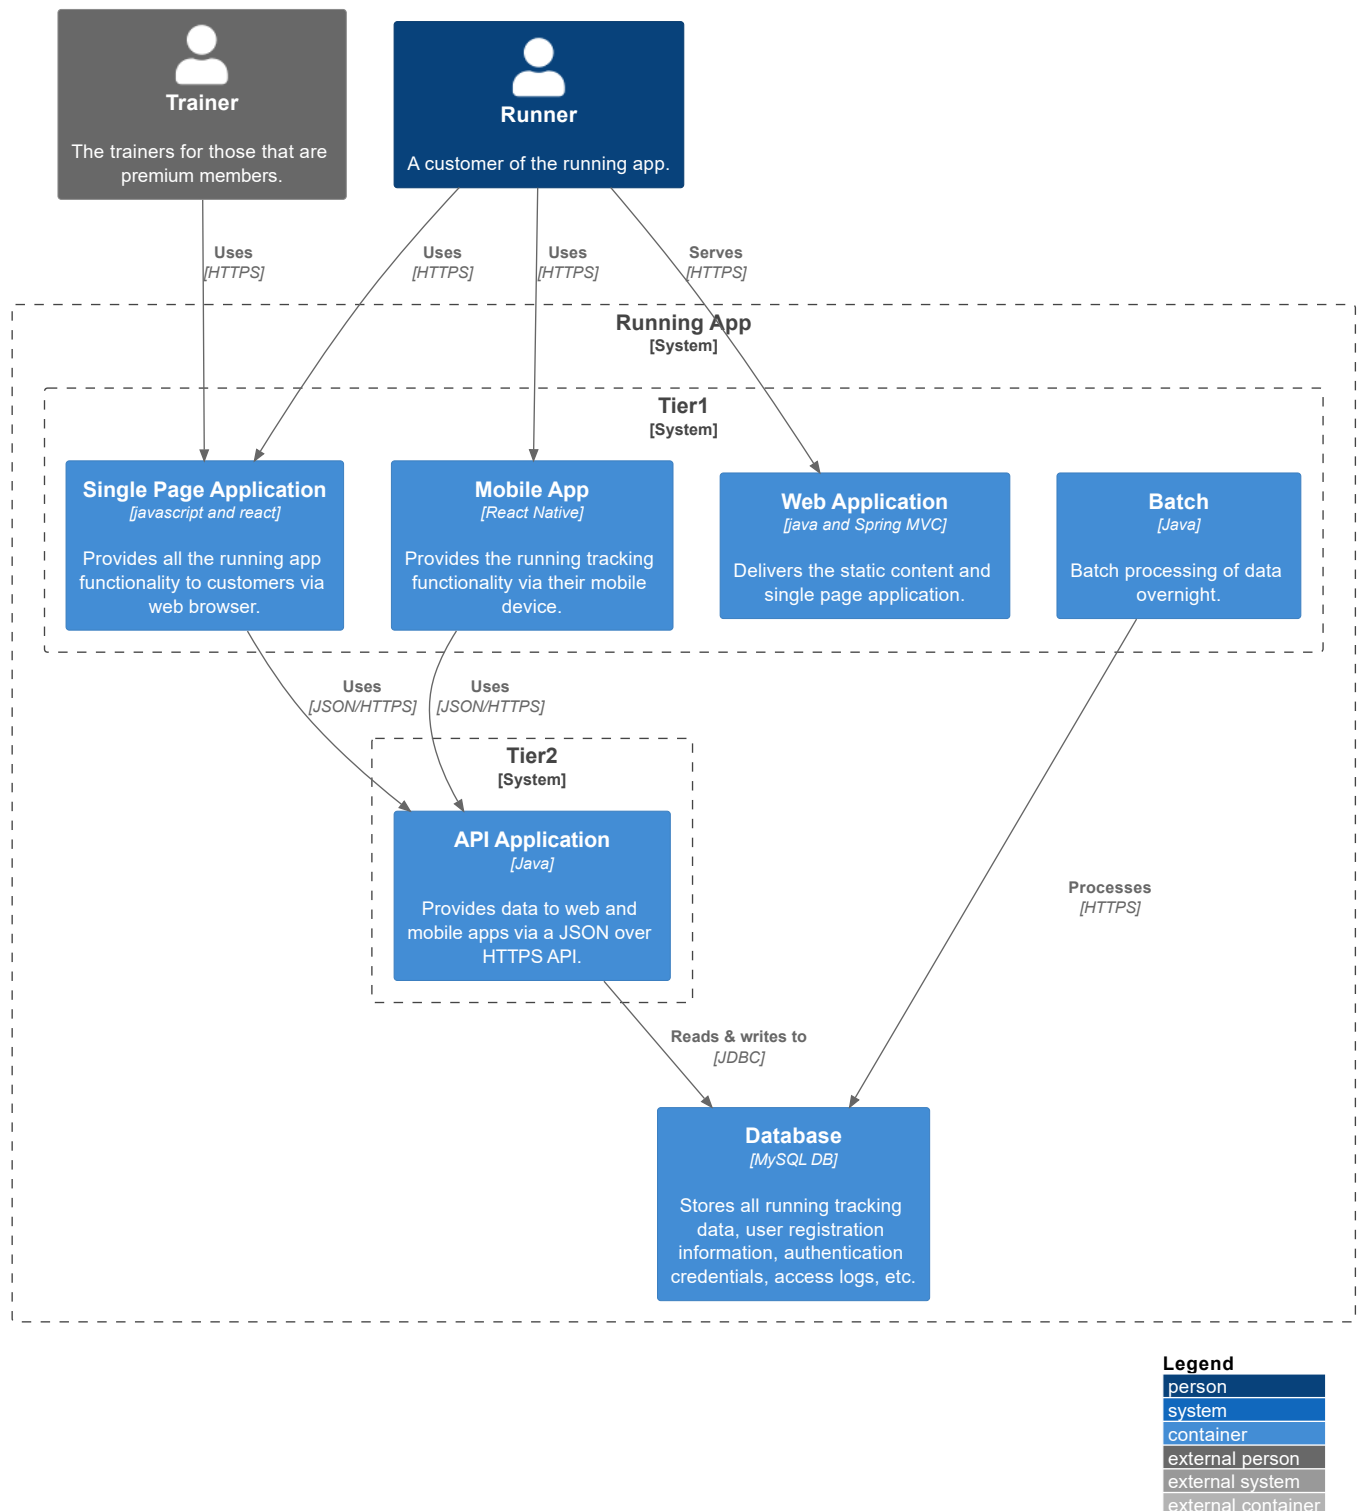 Trainer
The trainers for those that are
premium members.
Runner
A customer of the running app.
Uses
[HTTPS]
Uses
[HTTPS]
Uses
[HTTPS]
Serves
[HTTPS]
Running App
[System]
Tier1
[System]
Single Page Application
[javascript and react]
Provides all the running app
functionality to customers via
web browser.
Mobile App
[React Native]
Provides the running tracking
functionality via their mobile
device.
Web Application
[java and Spring MVC]
Delivers the static content and
single page application.
Batch
[Java]
Batch processing of data
overnight.
Uses
[JSON/HTTPS]
Uses
[JSON/HTTPS]
Tier2
[System]
API Application
[Java]
Provides data to web and
mobile apps via a JSON over
HTTPS API.
Processes
[HTTPS]
Reads & writes to
[JDBC]
Database
[MySQL DB]
Stores all running tracking
data, user registration
information, authentication
credentials, access logs, etc.
Legend
person
system
container
external person
external system
external container